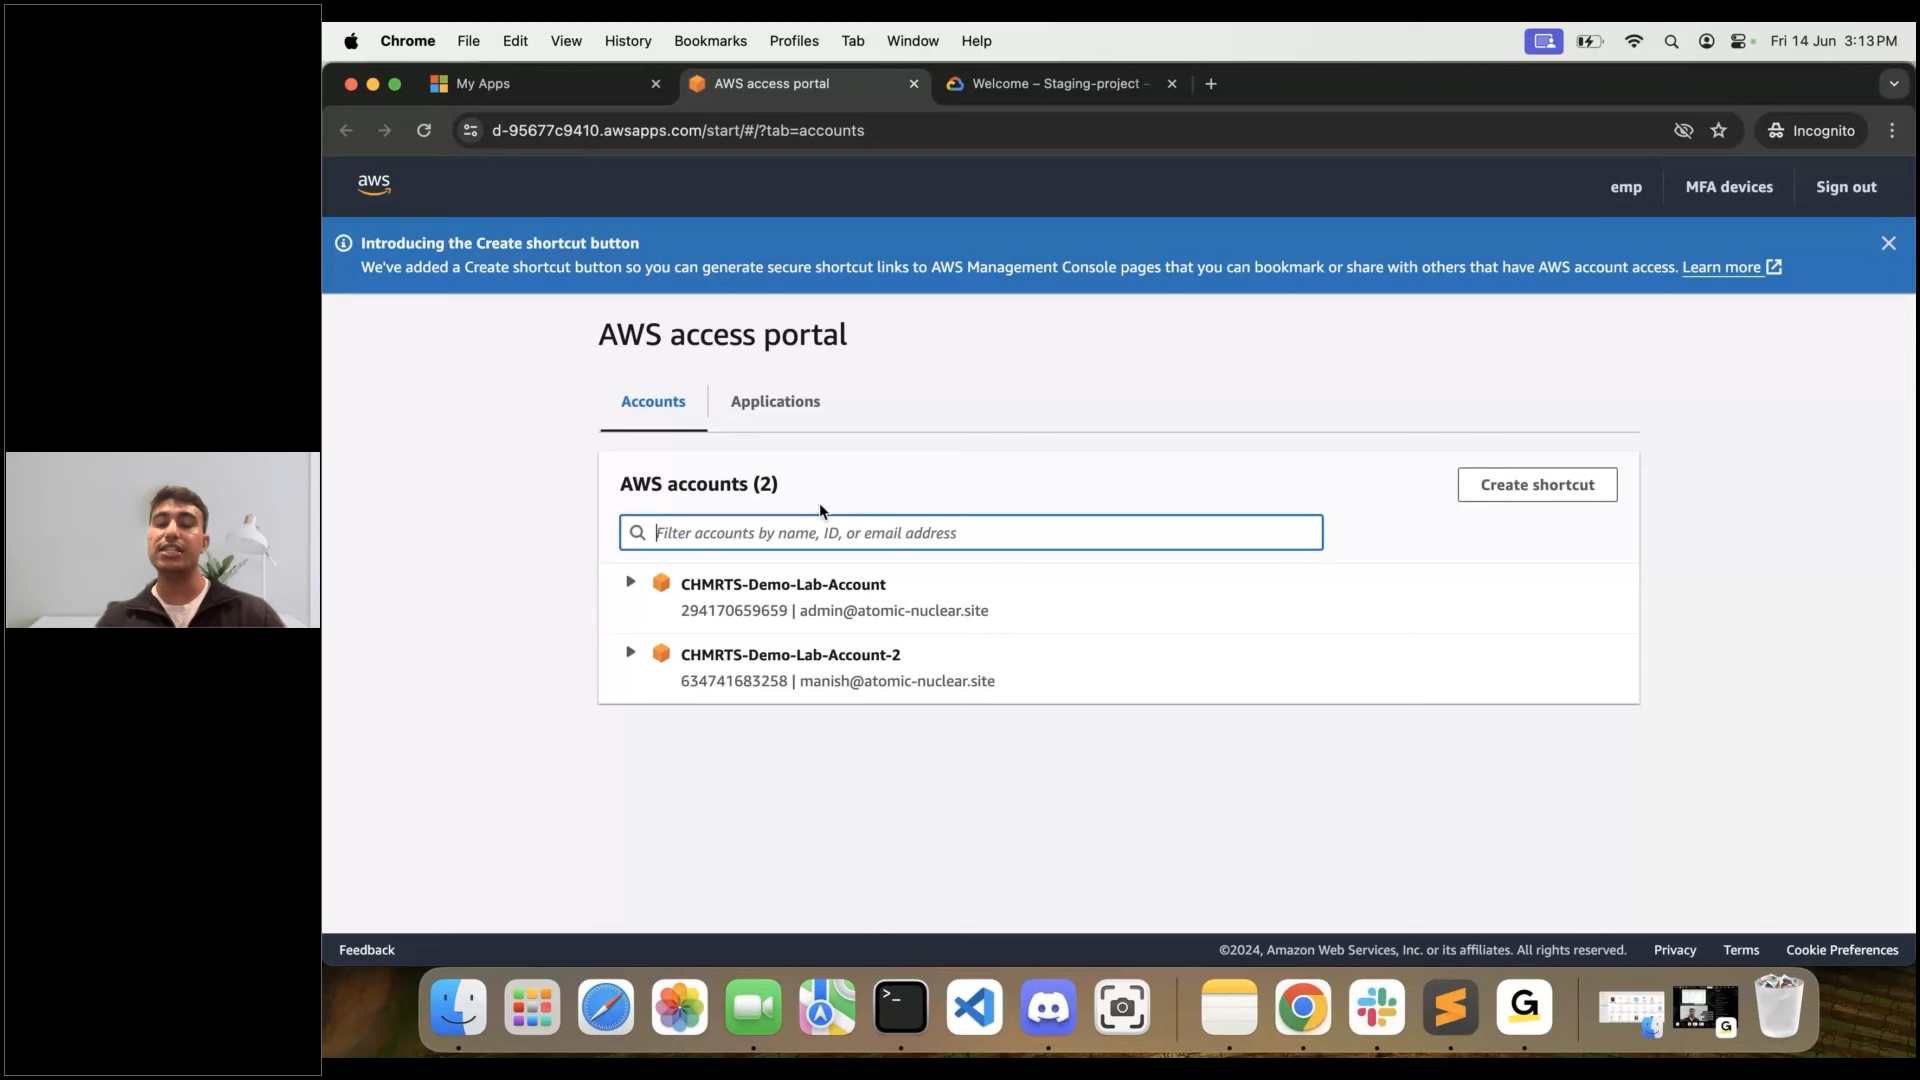 Chrome File Edit View History Bookmarks Profiles Tab Window Help Fri 14 Jun 3:13 PM
My Apps AWS access portal Welcome – Staging-project –
d-95677c9410.awsapps.com/start/#/?tab=accounts Incognito
aws emp MFA devices Sign out
Introducing the Create shortcut button
We've added a Create shortcut button so you can generate secure shortcut links to AWS Management Console pages that you can bookmark or share with others that have AWS account access. Learn more
AWS access portal
Accounts Applications
AWS accounts (2) Create shortcut
Filter accounts by name, ID, or email address
CHMRTS-Demo-Lab-Account
294170659659 | admin@atomic-nuclear.site
CHMRTS-Demo-Lab-Account-2
634741683258 | manish@atomic-nuclear.site
Feedback ©2024, Amazon Web Services, Inc. or its affiliates. All rights reserved. Privacy Terms Cookie Preferences
>_ G
G